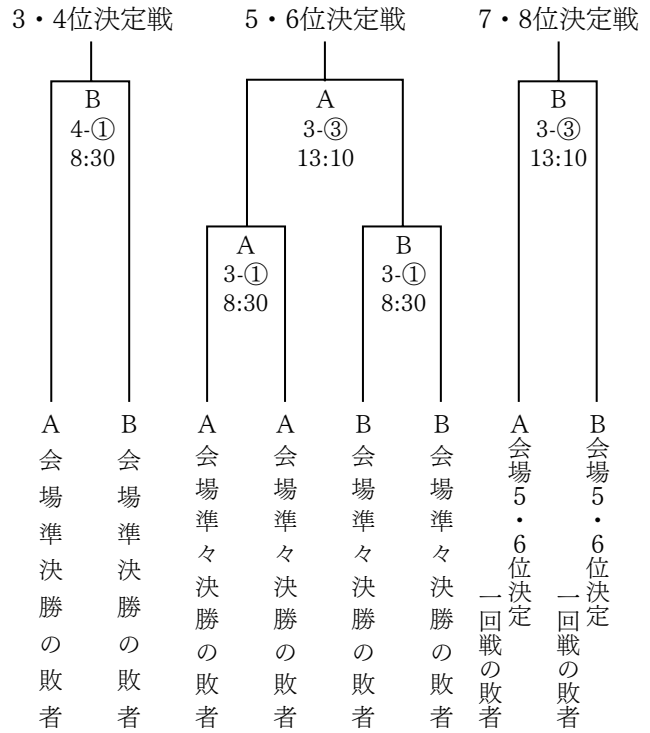 3・4位決定戦
5・6位決定戦
7・8位決定戦
B
4-①
8:30
A
3-③
13:10
B
3-③
13:10
A
3-①
8:30
B
3-①
8:30
A会場準決勝の敗者
B会場準決勝の敗者
A会場準々決勝の敗者
A会場準々決勝の敗者
B会場準々決勝の敗者
B会場準々決勝の敗者
A会場5・6位決定
一回戦の敗者
B会場5・6位決定
一回戦の敗者